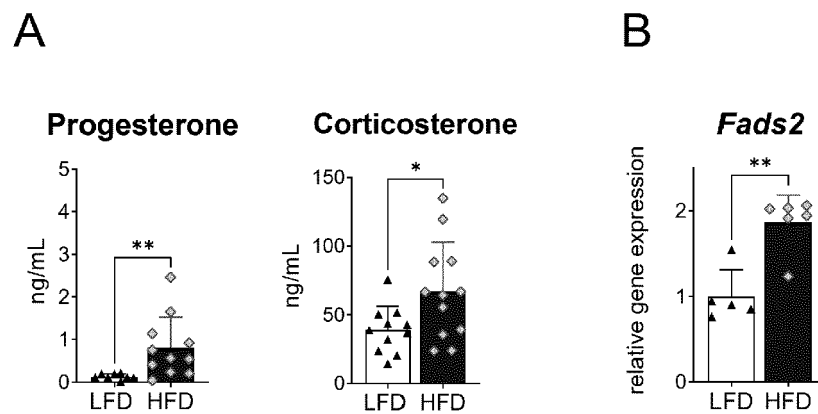 A
B
Progesterone
Corticosterone
Fads2
ng/mL
5
4
3
2
1
0
**
LFD HFD
ng/mL
150
100
50
0
*
LFD HFD
relative gene expression
2
1
0
**
LFD HFD